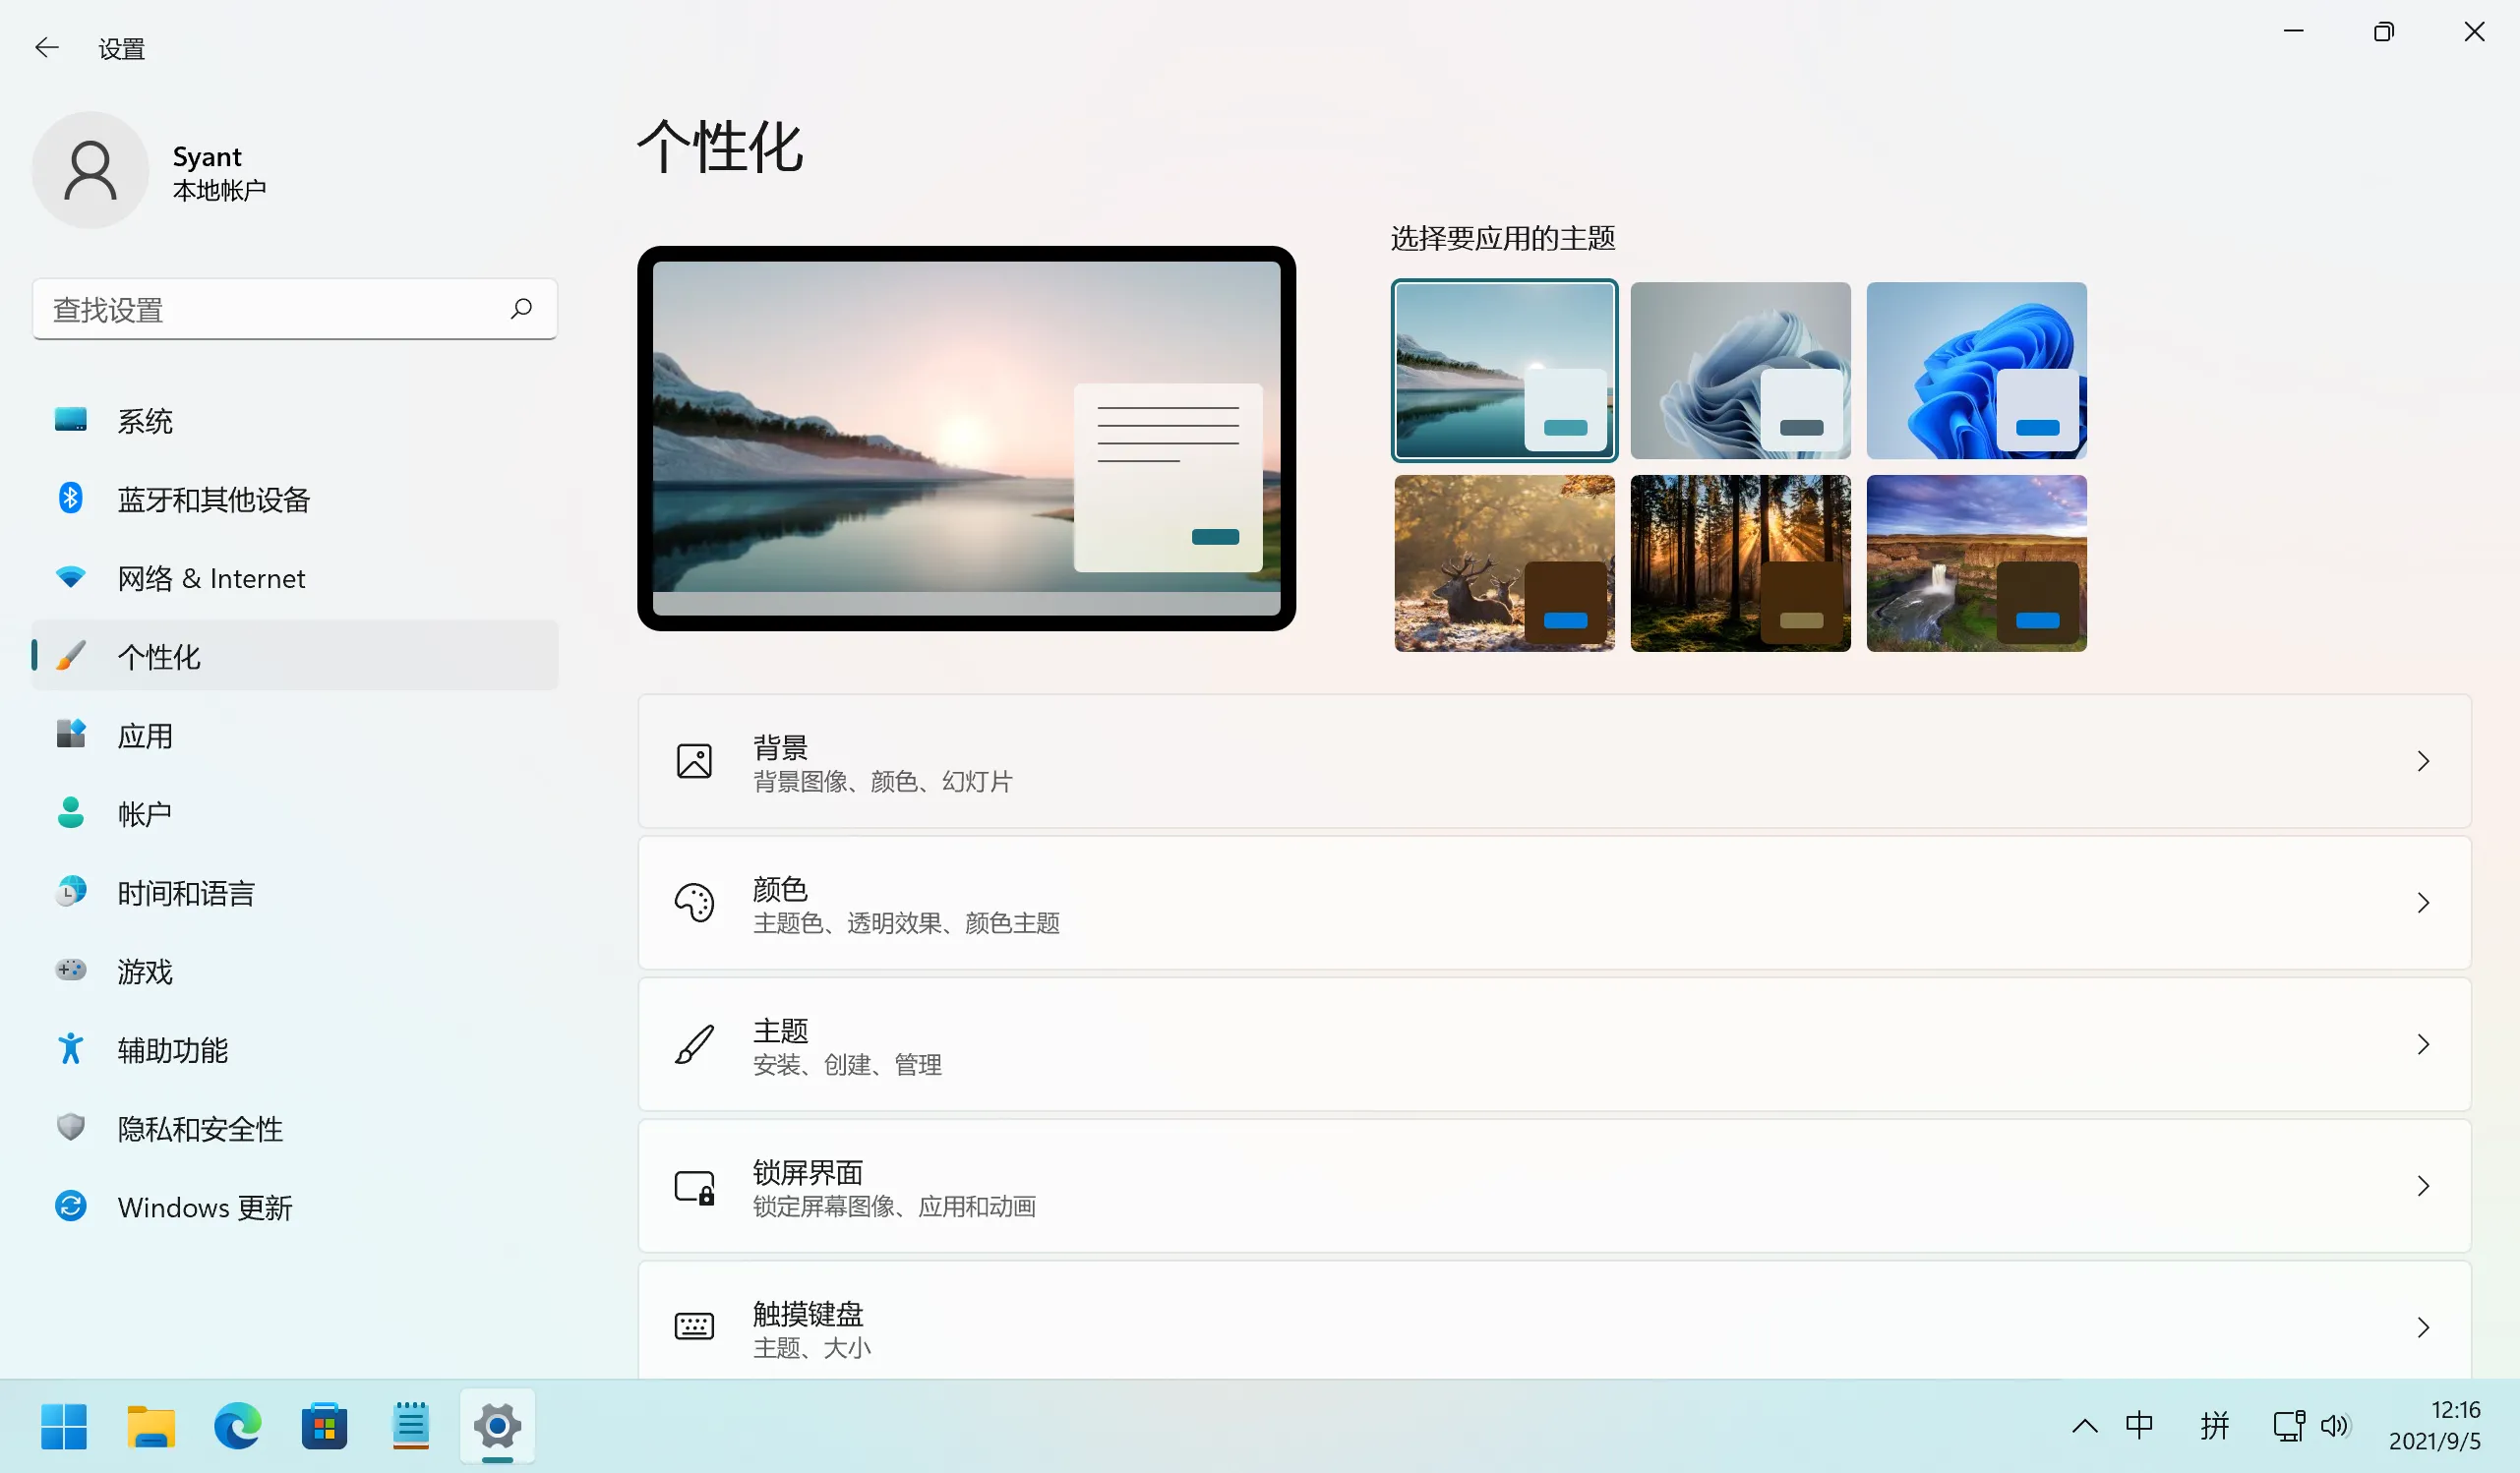 设置
Syant
本地帐户
查找设置
系统
蓝牙和其他设备
网络 & Internet
个性化
应用
帐户
时间和语言
游戏
辅助功能
隐私和安全性
Windows 更新
个性化
选择要应用的主题
背景
背景图像、颜色、幻灯片
颜色
主题色、透明效果、颜色主题
主题
安装、创建、管理
锁屏界面
锁定屏幕图像、应用和动画
触摸键盘
主题、大小
中
拼
12:16
2021/9/5